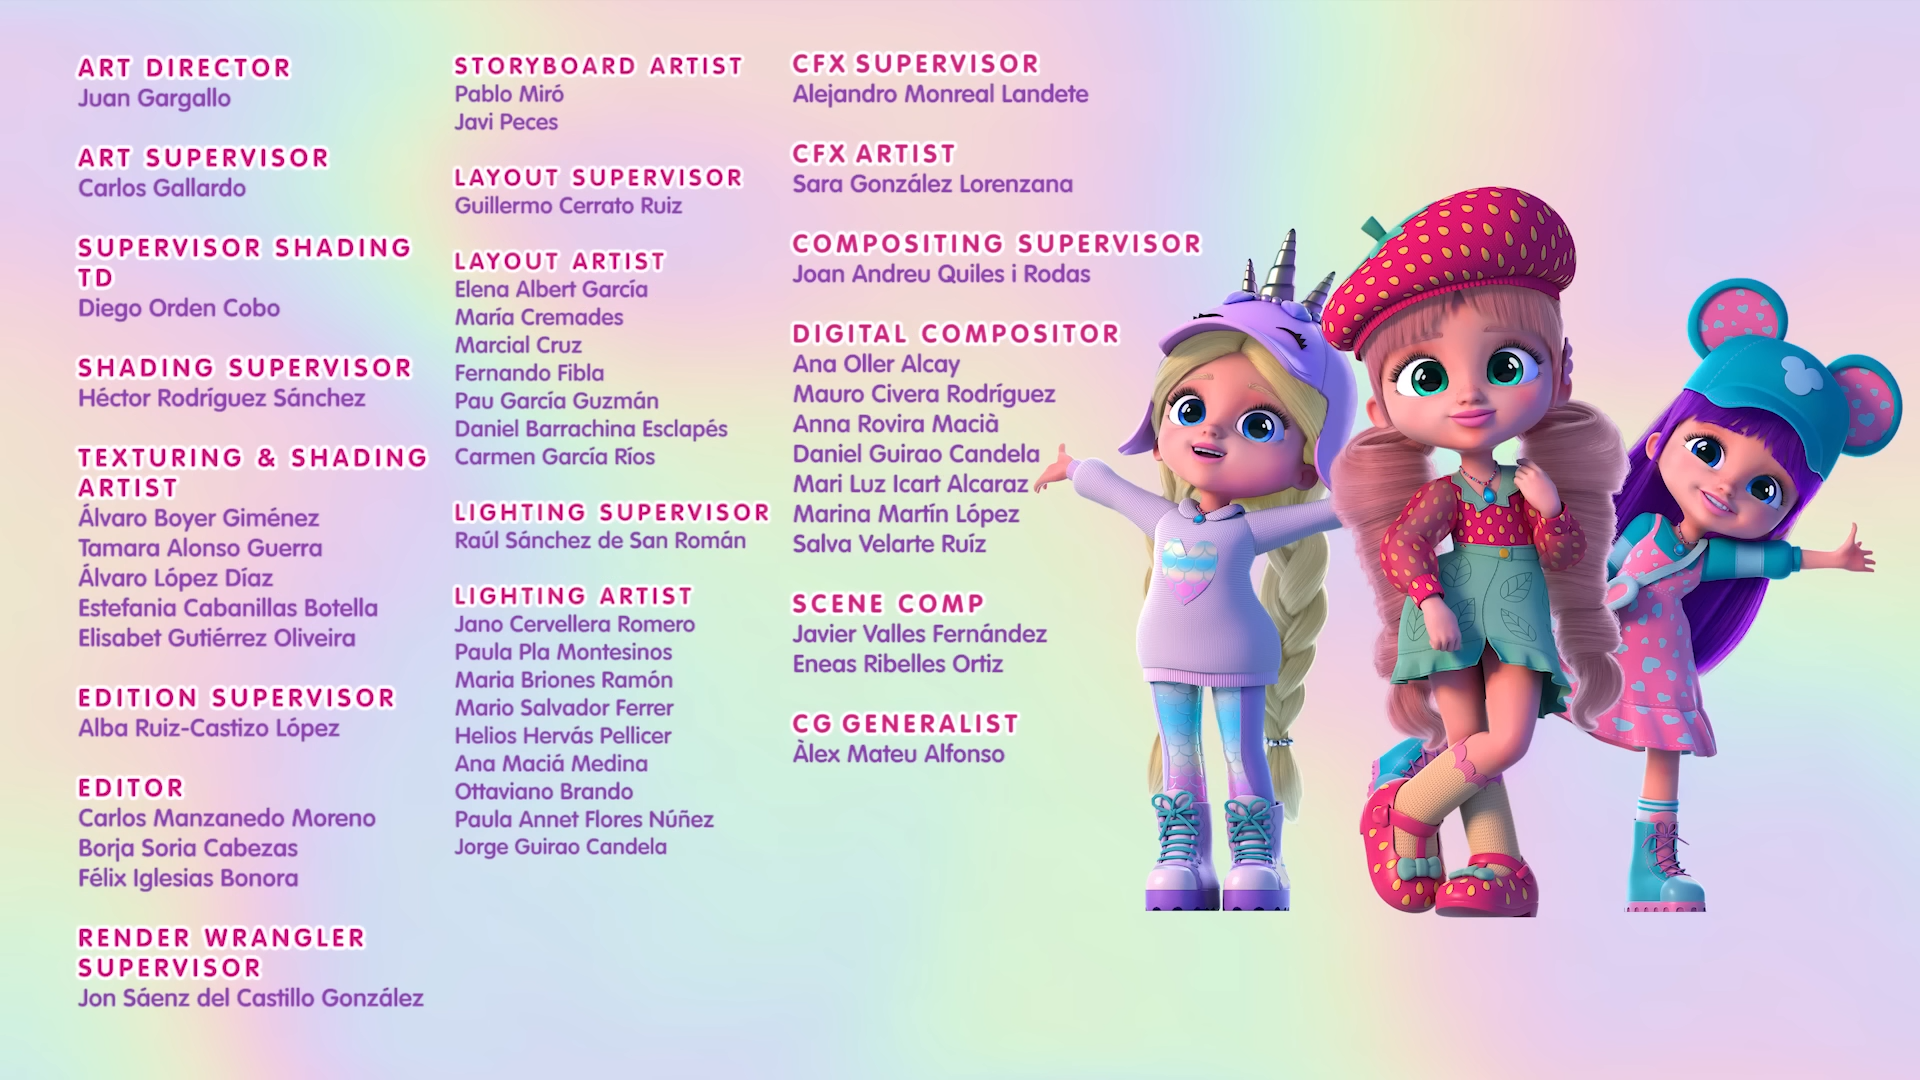 ART DIRECTOR
Juan Gargallo
ART SUPERVISOR
Carlos Gallardo
SUPERVISOR SHADING
TD
Diego Orden Cobo
SHADING SUPERVISOR
Héctor Rodríguez Sánchez
TEXTURING & SHADING
ARTIST
Álvaro Boyer Giménez
Tamara Alonso Guerra
Álvaro López Díaz
Estefania Cabanillas Botella
Elisabet Gutiérrez Oliveira
EDITION SUPERVISOR
Alba Ruiz-Castizo López
EDITOR
Carlos Manzanedo Moreno
Borja Soria Cabezas
Félix Iglesias Bonora
RENDER WRANGLER
SUPERVISOR
Jon Sáenz del Castillo González
STORYBOARD ARTIST
Pablo Miró
Javi Peces
LAYOUT SUPERVISOR
Guillermo Cerrato Ruiz
LAYOUT ARTIST
Elena Albert García
María Cremades
Marcial Cruz
Fernando Fibla
Pau García Guzmán
Daniel Barrachina Esclapés
Carmen García Ríos
LIGHTING SUPERVISOR
Raúl Sánchez de San Román
LIGHTING ARTIST
Jano Cervellera Romero
Paula Pla Montesinos
Maria Briones Ramón
Mario Salvador Ferrer
Helios Hervás Pellicer
Ana Maciá Medina
Ottaviano Brando
Paula Annet Flores Núñez
Jorge Guirao Candela
CFX SUPERVISOR
Alejandro Monreal Landete
CFX ARTIST
Sara González Lorenzana
COMPOSITING SUPERVISOR
Joan Andreu Quiles i Rodas
DIGITAL COMPOSITOR
Ana Oller Alcay
Mauro Civera Rodríguez
Anna Rovira Macià
Daniel Guirao Candela
Mari Luz Icart Alcaraz
Marina Martín López
Salva Velarte Ruíz
SCENE COMP
Javier Valles Fernández
Eneas Ribelles Ortiz
CG GENERALIST
Àlex Mateu Alfonso